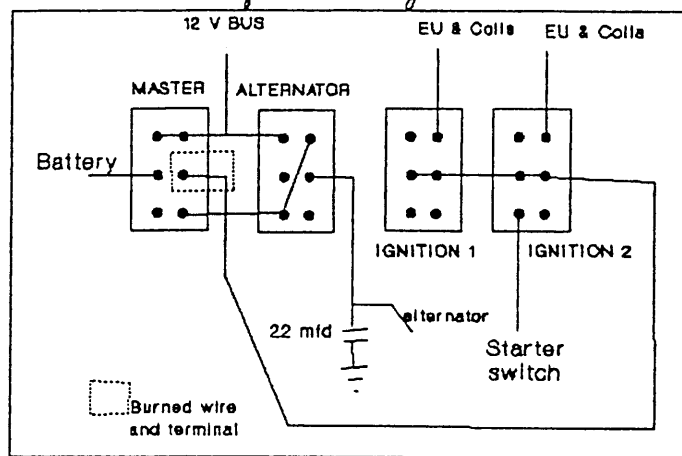 12 V BUS
EU & Coils
EU & Coils
MASTER
ALTERNATOR
Battery
IGNITION 1
IGNITION 2
22 mfd
alternator
Starter
switch
Burned wire
and terminal